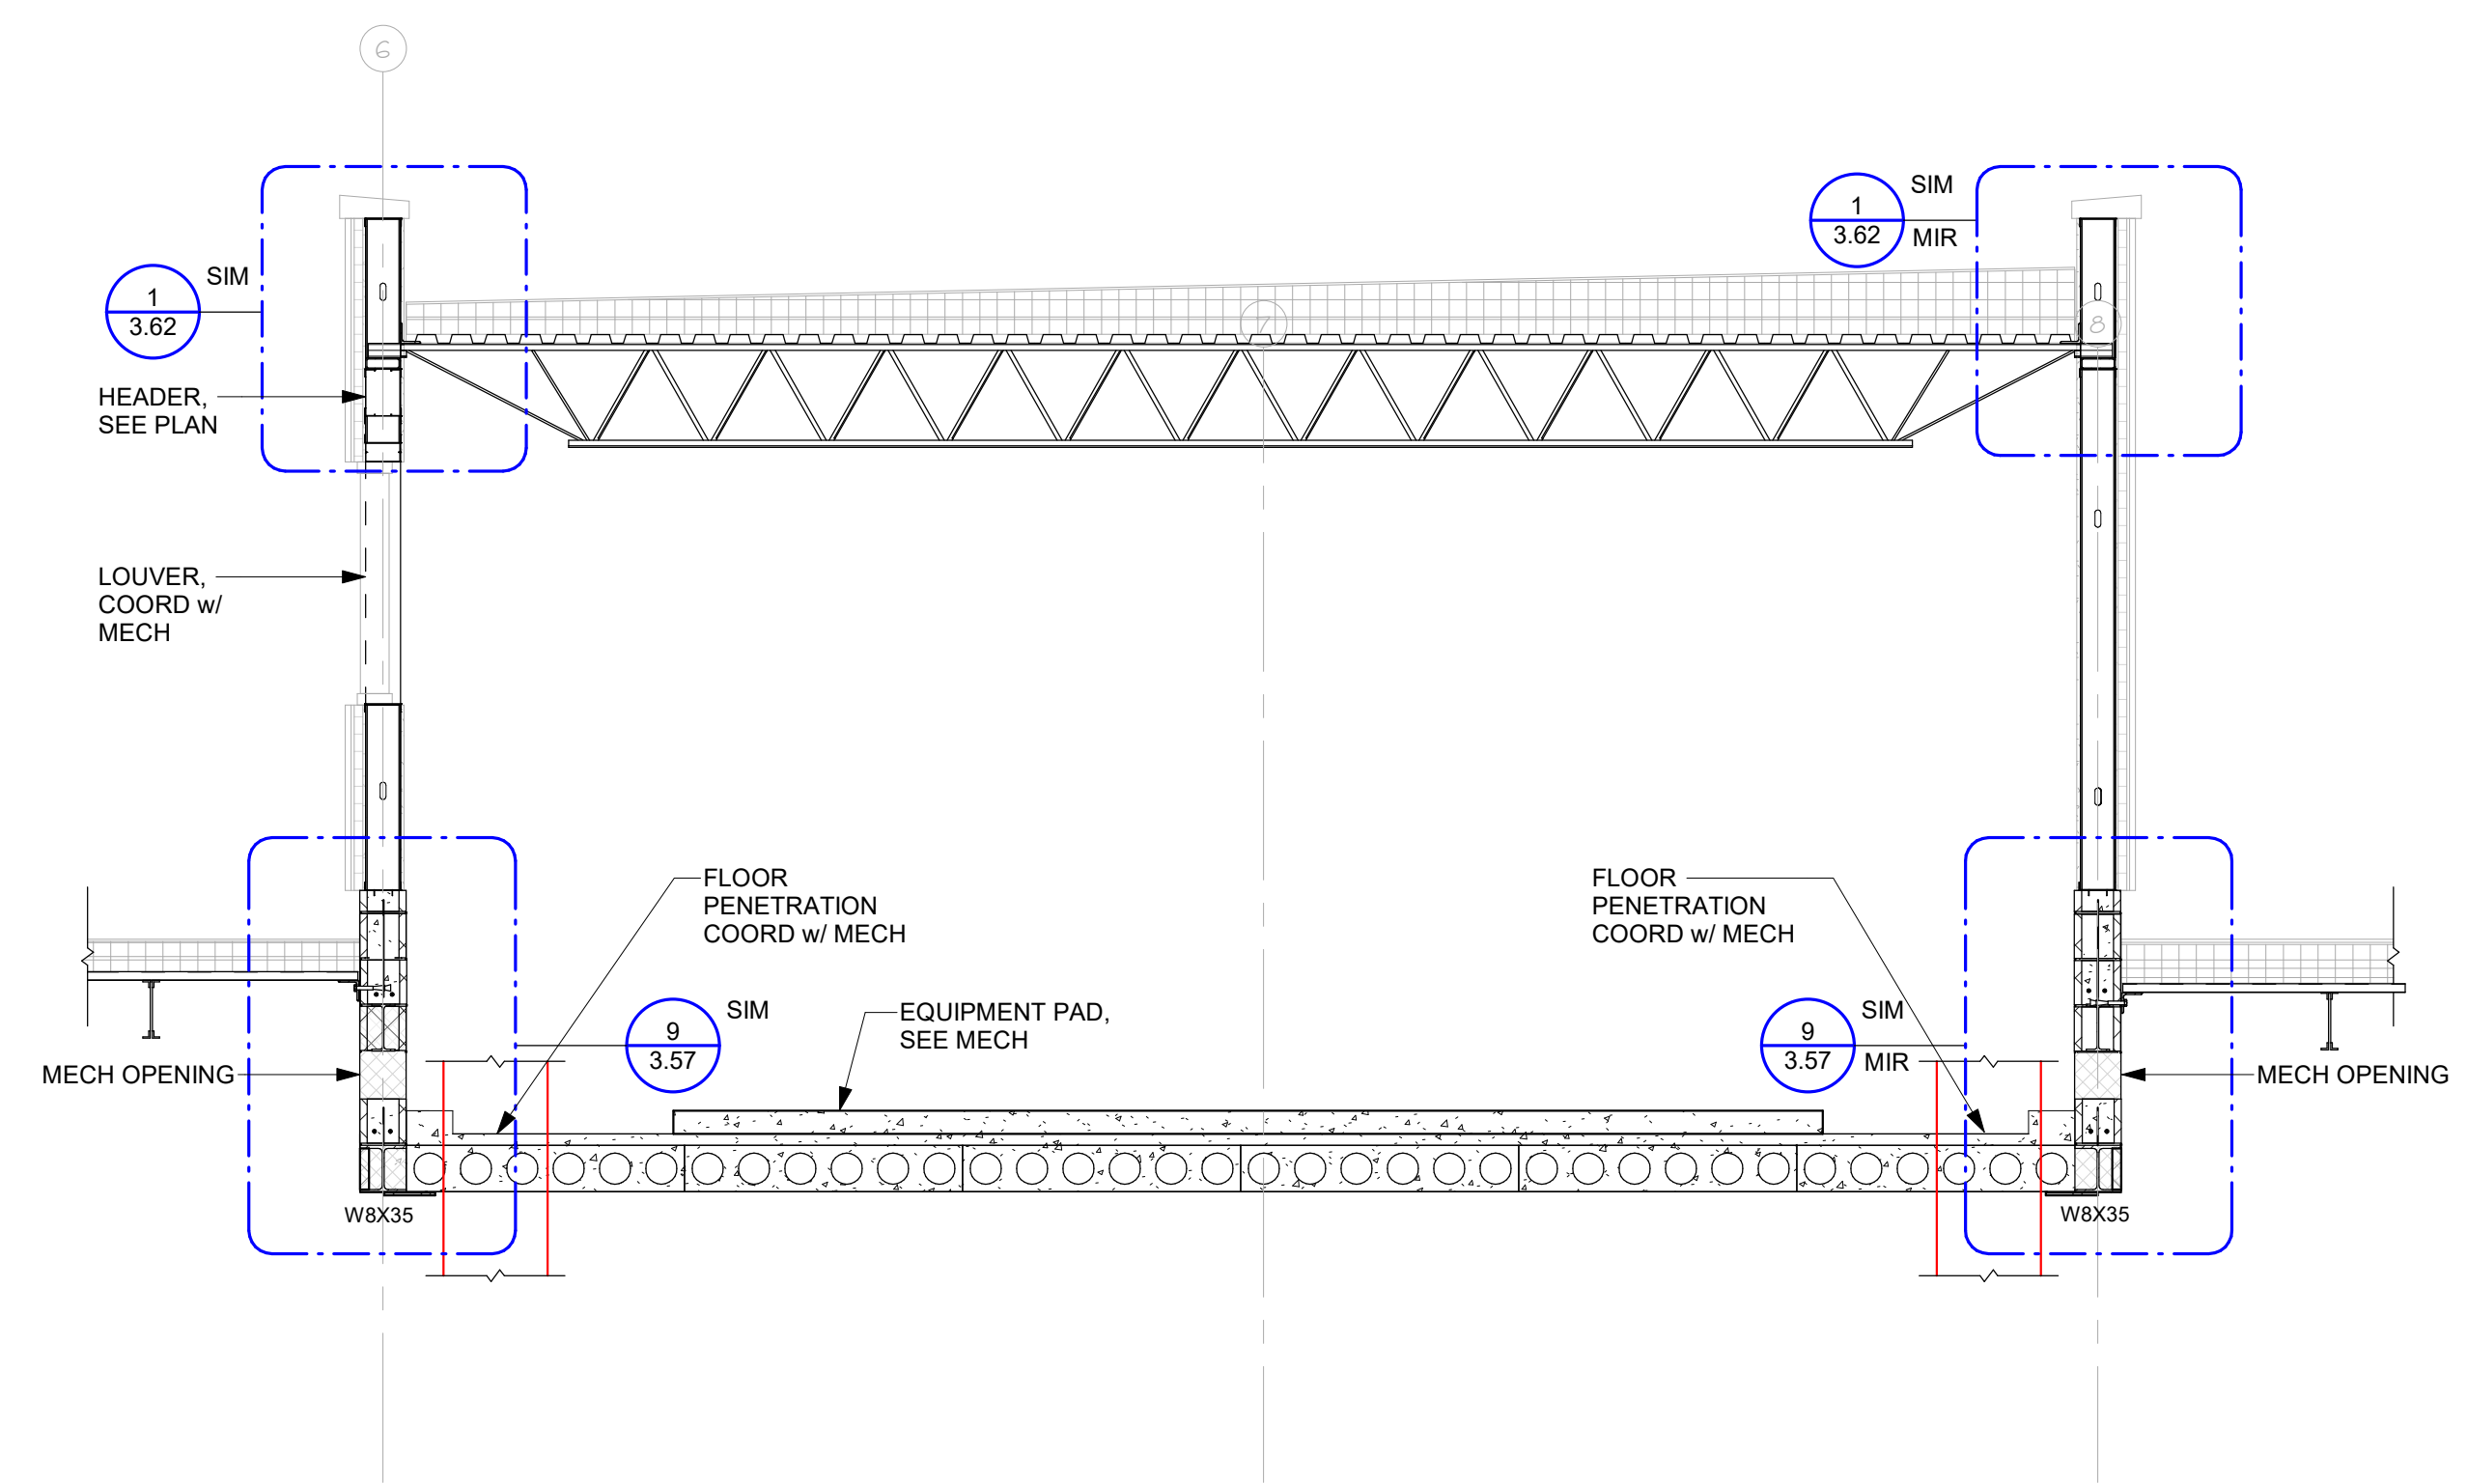 6
SIM
1
3.62
MIR
SIM
1
3.62
7
8
HEADER,
SEE PLAN
LOUVER,
COORD w/
MECH
FLOOR
PENETRATION
COORD w/ MECH
FLOOR
PENETRATION
COORD w/ MECH
SIM
9
3.57
EQUIPMENT PAD,
SEE MECH
SIM
9
3.57
MIR
MECH OPENING
MECH OPENING
W8X35
W8X35